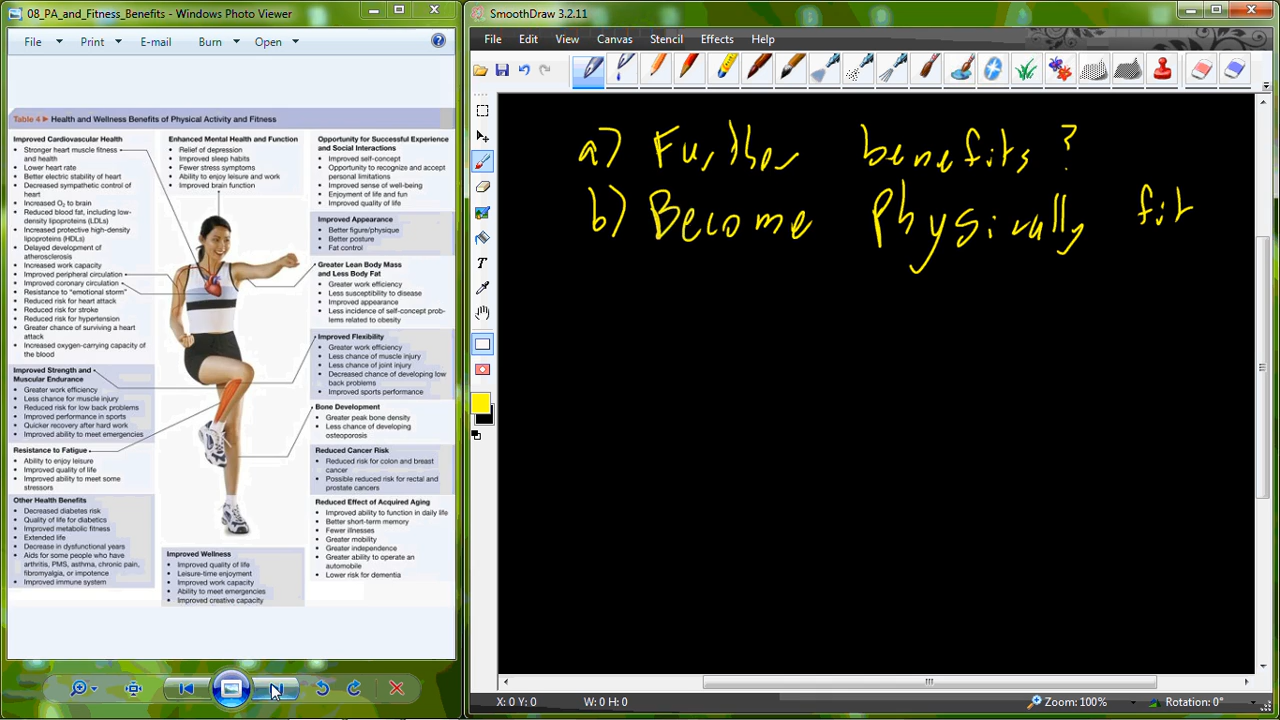 08_PA_and_Fitness_Benefits - Windows Photo Viewer
File Print E-mail Burn Open
Table 4 ▶ Health and Wellness Benefits of Physical Activity and Fitness
Improved Cardiovascular Health
• Stronger heart muscle fitness
and health
• Lower heart rate
• Better electric stability of heart
• Decreased sympathetic control of
heart
• Increased O2 to brain
• Reduced blood fat, including low-
density lipoproteins (LDLs)
• Increased protective high-density
lipoproteins (HDLs)
• Delayed development of
atherosclerosis
• Increased work capacity
• Improved peripheral circulation
• Improved coronary circulation
• Resistance to "emotional storm"
• Reduced risk for heart attack
• Reduced risk for stroke
• Reduced risk for hypertension
• Greater chance of surviving a heart
attack
• Increased oxygen-carrying capacity of
the blood
Improved Strength and
Muscular Endurance
• Greater work efficiency
• Less chance for muscle injury
• Reduced risk for low back problems
• Improved performance in sports
• Quicker recovery after hard work
• Improved ability to meet emergencies
Resistance to Fatigue
• Ability to enjoy leisure
• Improved quality of life
• Improved ability to meet some
stressors
Other Health Benefits
• Decreased diabetes risk
• Quality of life for diabetics
• Improved metabolic fitness
• Extended life
• Decrease in dysfunctional years
• Aids for some people who have
arthritis, PMS, asthma, chronic pain,
fibromyalgia, or impotence
• Improved immune system
Enhanced Mental Health and Function
• Relief of depression
• Improved sleep habits
• Fewer stress symptoms
• Ability to enjoy leisure and work
• Improved brain function
Improved Wellness
• Improved quality of life
• Leisure-time enjoyment
• Improved work capacity
• Ability to meet emergencies
• Improved creative capacity
Opportunity for Successful Experience
and Social Interactions
• Improved self-concept
• Opportunity to recognize and accept
personal limitations
• Improved sense of well-being
• Enjoyment of life and fun
• Improved quality of life
Improved Appearance
• Better figure/physique
• Better posture
• Fat control
Greater Lean Body Mass
and Less Body Fat
• Greater work efficiency
• Less susceptibility to disease
• Improved appearance
• Less incidence of self-concept prob-
lems related to obesity
Improved Flexibility
• Greater work efficiency
• Less chance of muscle injury
• Less chance of joint injury
• Decreased chance of developing low
back problems
• Improved sports performance
Bone Development
• Greater peak bone density
• Less chance of developing
osteoporosis
Reduced Cancer Risk
• Reduced risk for colon and breast
cancer
• Possible reduced risk for rectal and
prostate cancers
Reduced Effect of Acquired Aging
• Improved ability to function in daily life
• Better short-term memory
• Fewer illnesses
• Greater mobility
• Greater independence
• Greater ability to operate an
automobile
• Lower risk for dementia
SmoothDraw 3.2.11
File Edit View Canvas Stencil Effects Help
a) Further benefits?
b) Become Physically fit
X: 0 Y: 0 W: 0 H: 0 Zoom: 100% Rotation: 0°